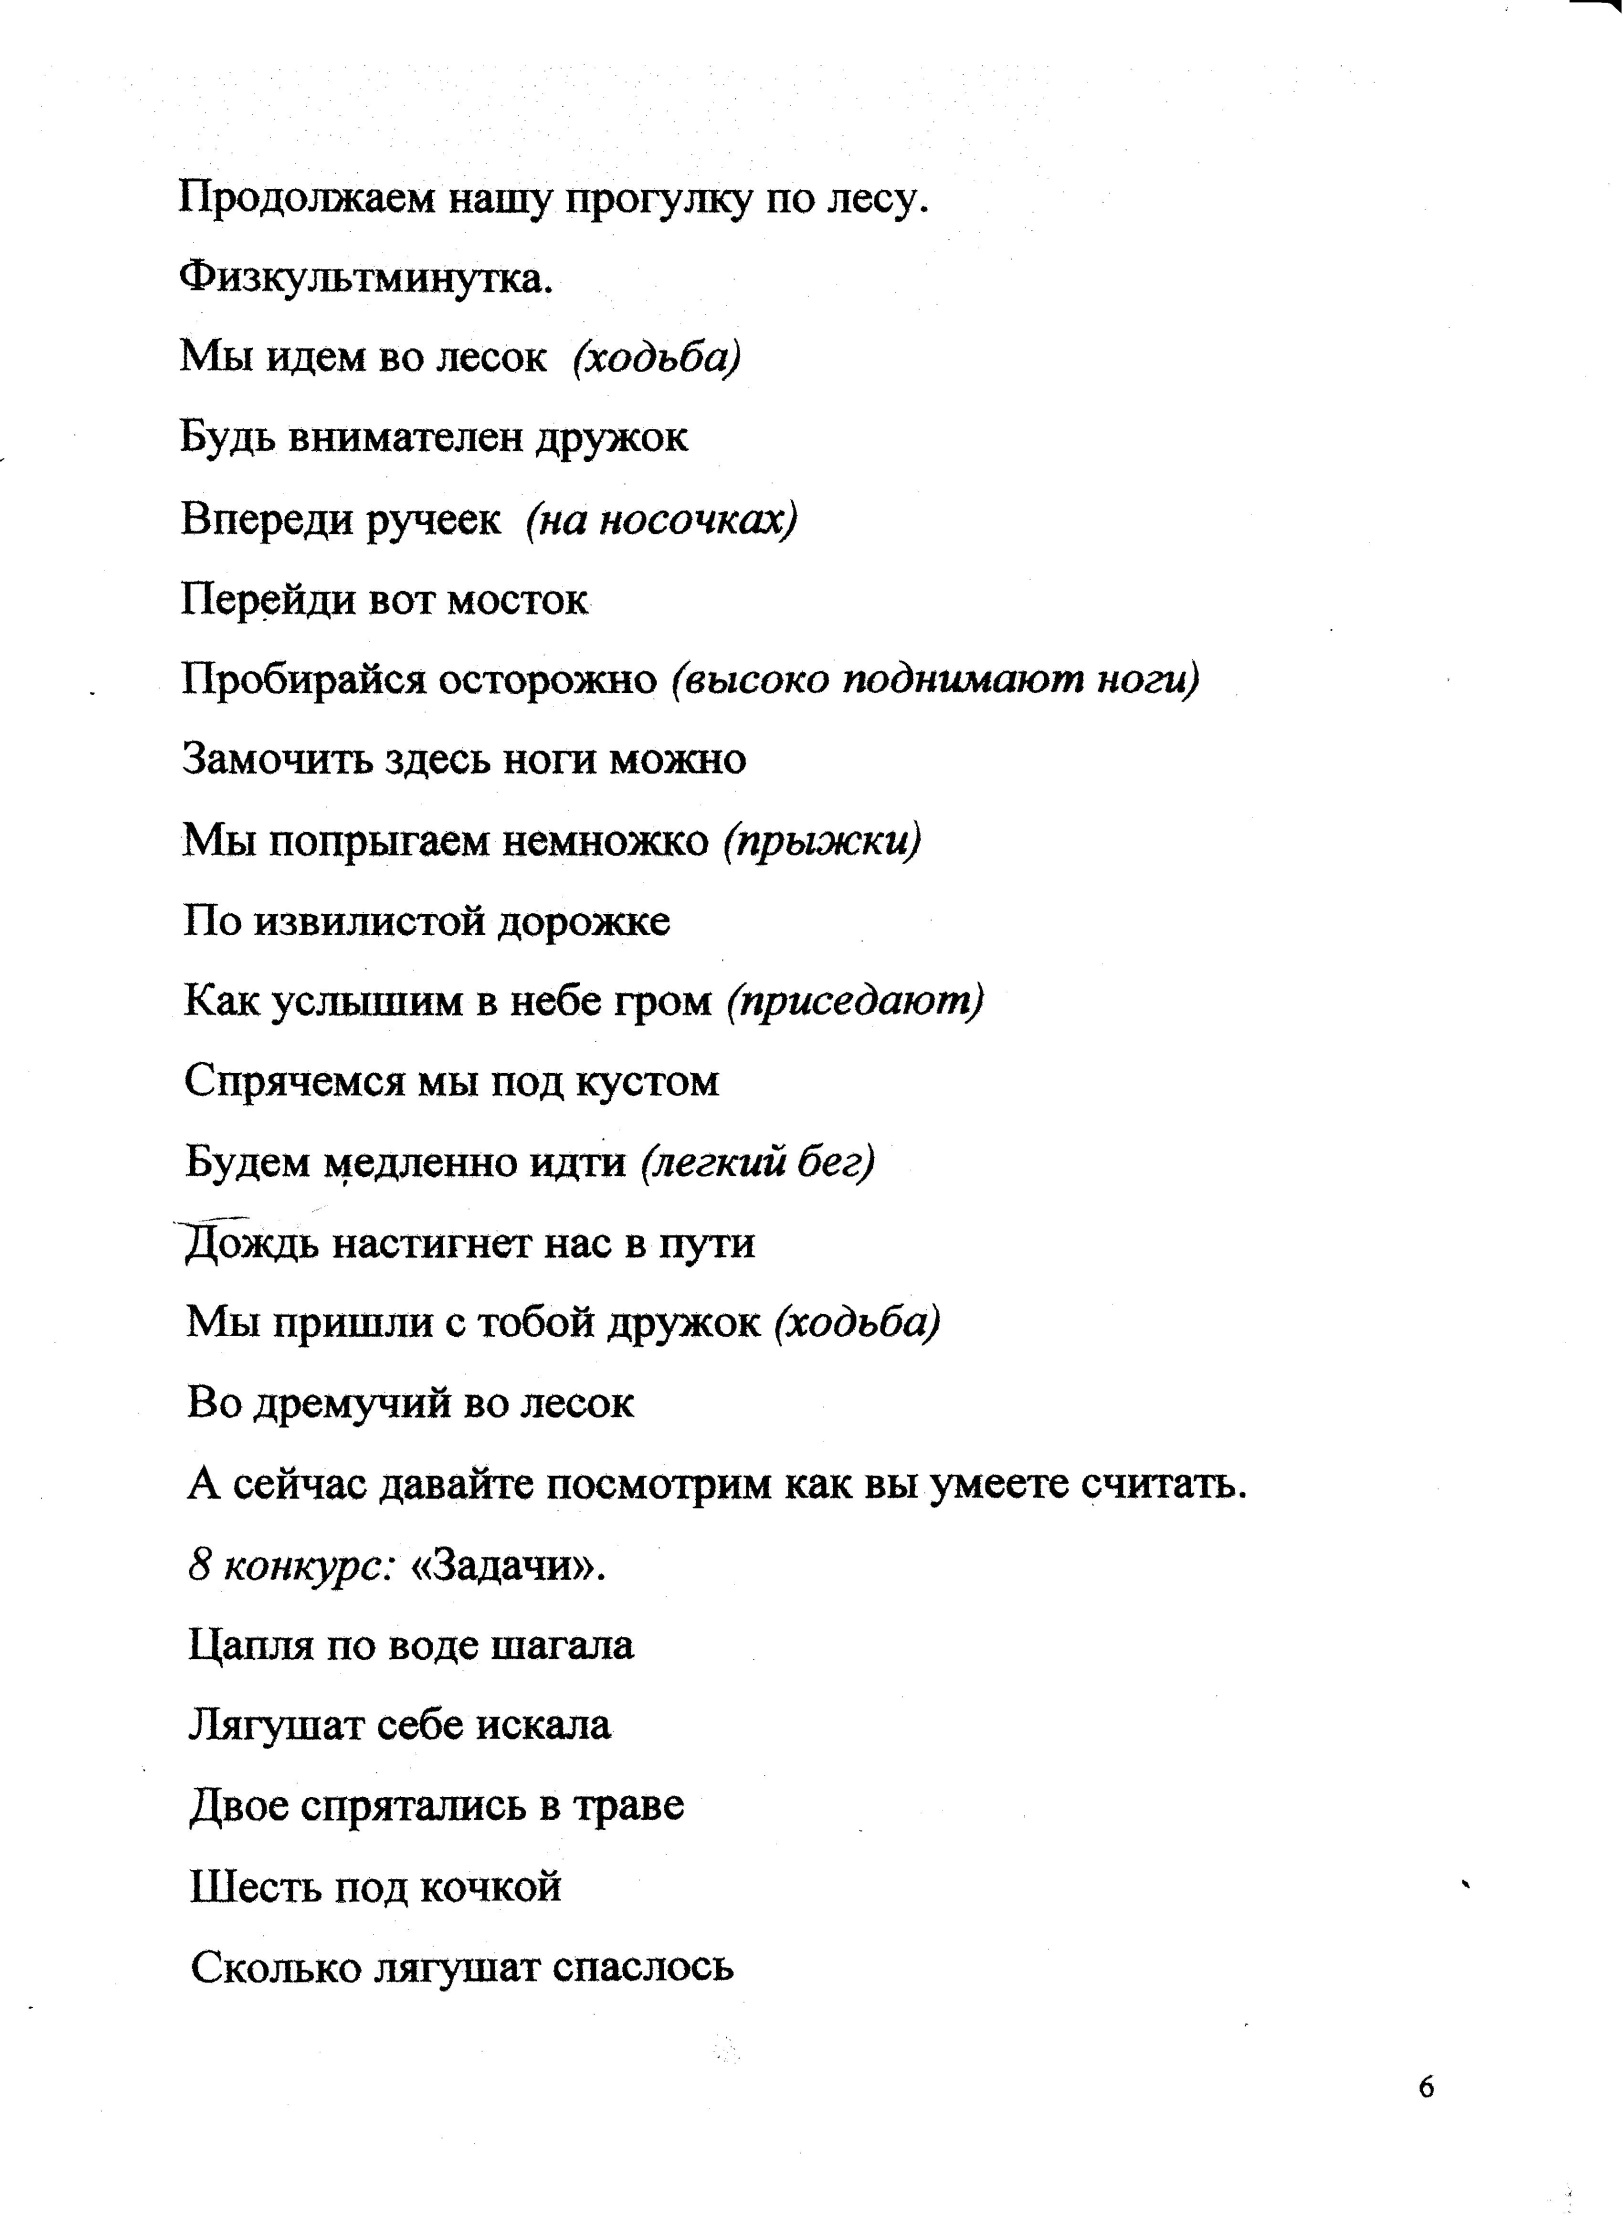 Продолжаем нашу прогулку по лесу.
Физкультминутка.
Мы идем во лесок (ходьба)
Будь внимателен дружок
Впереди ручеек (на носочках)
Перейди вот мосток
Пробирайся осторожно (высоко поднимают ноги)
Замочить здесь ноги можно
Мы попрыгаем немножко (прыжки)
По извилистой дорожке
Как услышим в небе гром (приседают)
Спрячемся мы под кустом
Будем медленно идти (легкий бег)
Дождь настигнет нас в пути
Мы пришли с тобой дружок (ходьба)
Во дремучий во лесок
А сейчас давайте посмотрим как вы умеете считать.
8 конкурс: «Задачи».
Цапля по воде шагала
Лягушат себе искала
Двое спрятались в траве
Шесть под кочкой
Сколько лягушат спаслось
6